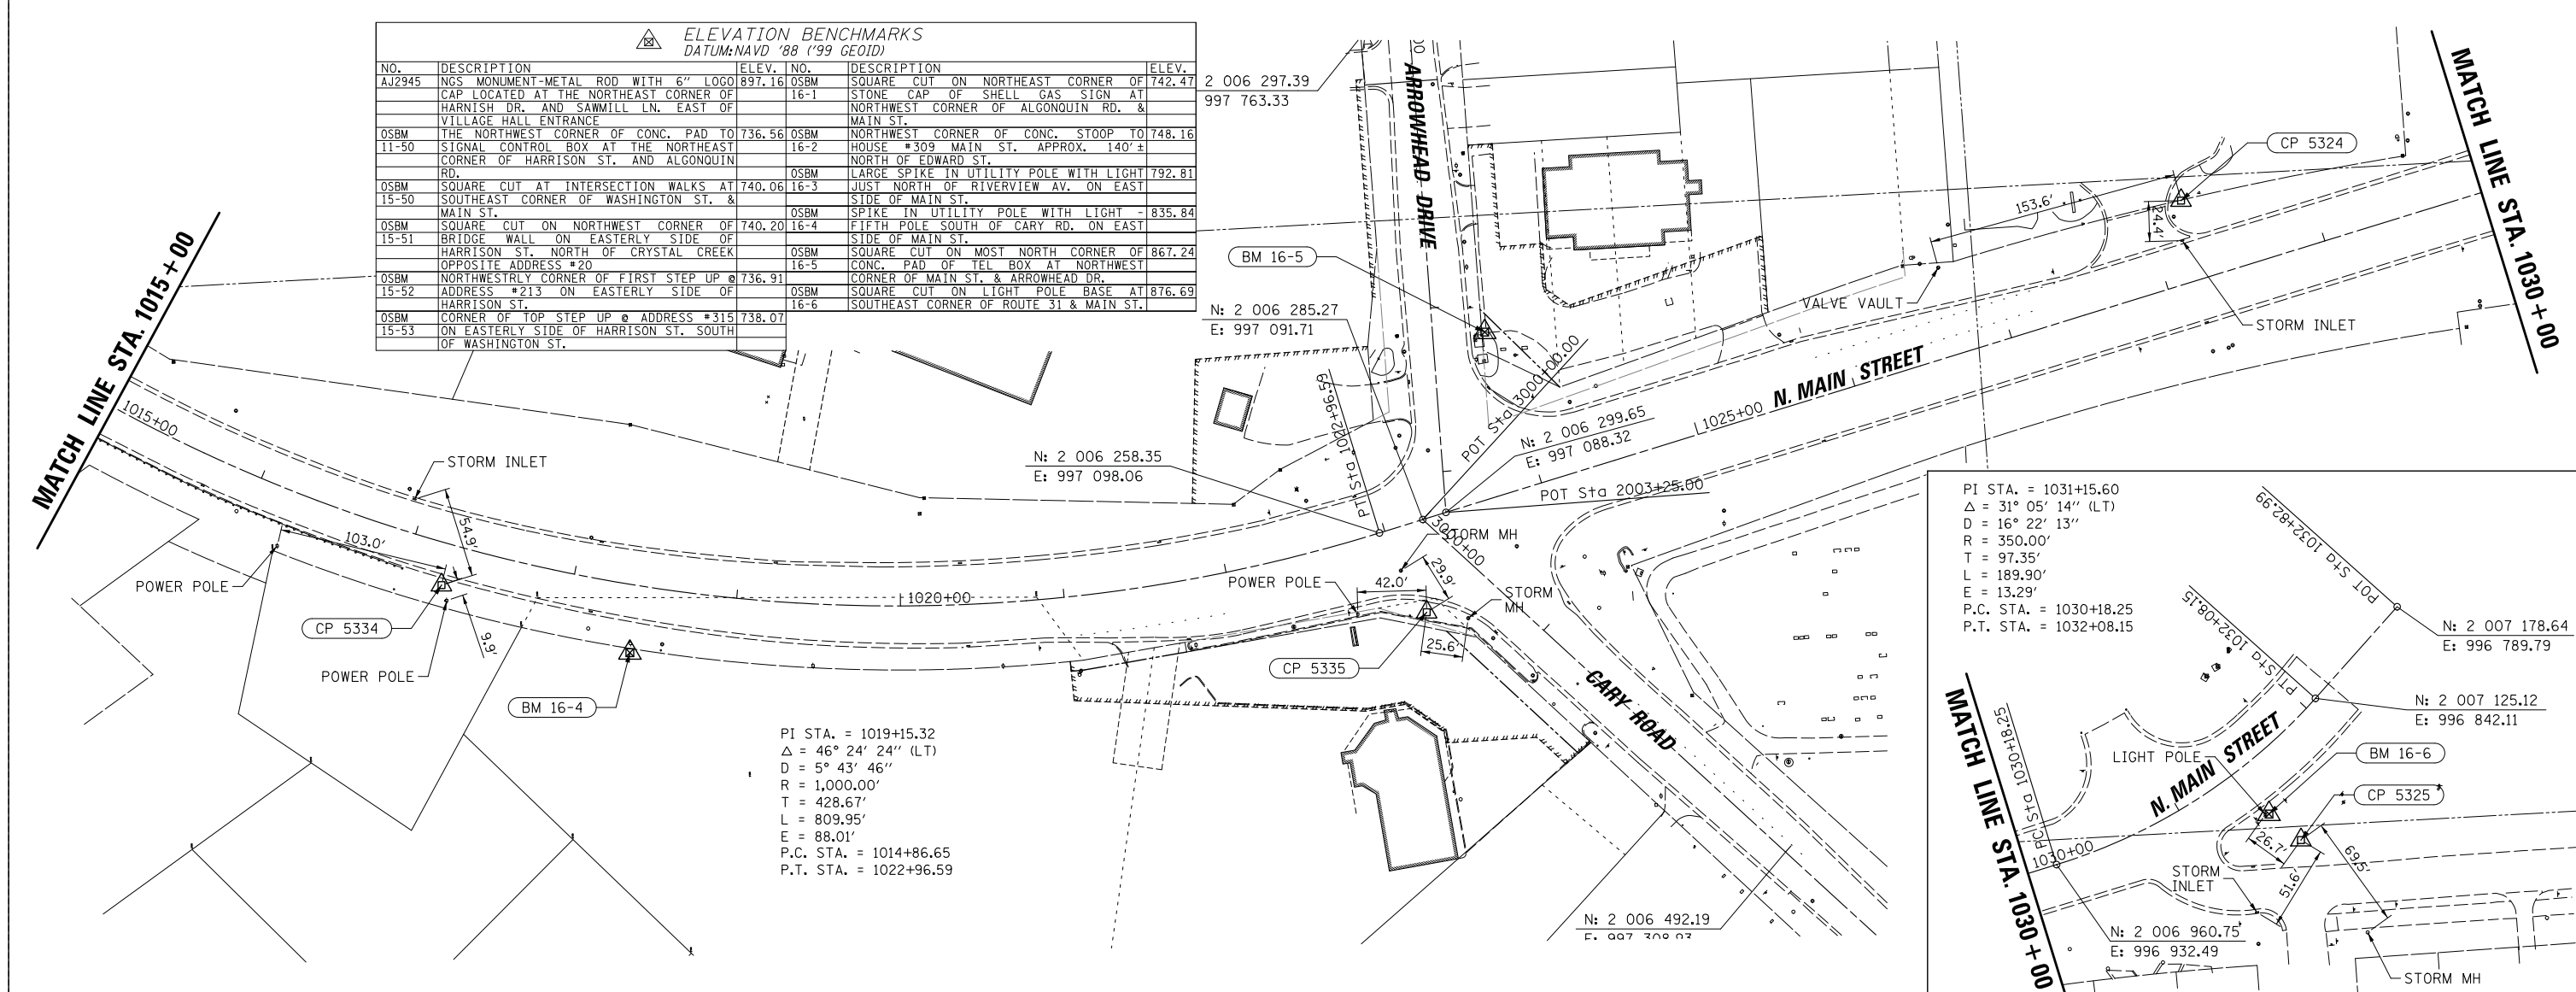 ELEVATION BENCHMARKS
DATUM:NAVD '88 ('99 GEOID)
NO. DESCRIPTION ELEV. NO. DESCRIPTION ELEV.
AJ2945 NGS MONUMENT-METAL ROD WITH 6" LOGO 897.16
CAP LOCATED AT THE NORTHEAST CORNER OF
HARNISH DR. AND SAWMILL LN. EAST OF
VILLAGE HALL ENTRANCE
OSBM THE NORTHWEST CORNER OF CONC. PAD TO 736.56
11-50 SIGNAL CONTROL BOX AT THE NORTHEAST
CORNER OF HARRISON ST. AND ALGONQUIN
RD.
OSBM SQUARE CUT AT INTERSECTION WALKS AT 740.06
15-50 SOUTHEAST CORNER OF WASHINGTON ST. &
MAIN ST.
OSBM SQUARE CUT ON NORTHWEST CORNER OF 740.20
15-51 BRIDGE WALL ON EASTERLY SIDE OF
HARRISON ST. NORTH OF CRYSTAL CREEK
OPPOSITE ADDRESS #20
OSBM NORTHWESTRLY CORNER OF FIRST STEP UP @ 736.91
15-52 ADDRESS #213 ON EASTERLY SIDE OF
HARRISON ST.
OSBM CORNER OF TOP STEP UP @ ADDRESS #315 738.07
15-53 ON EASTERLY SIDE OF HARRISON ST. SOUTH
OF WASHINGTON ST.
OSBM SQUARE CUT ON NORTHEAST CORNER OF 742.47
16-1 STONE CAP OF SHELL GAS SIGN AT
NORTHWEST CORNER OF ALGONQUIN RD. &
MAIN ST.
OSBM NORTHWEST CORNER OF CONC. STOOP TO 748.16
16-2 HOUSE #309 MAIN ST. APPROX. 140'±
NORTH OF EDWARD ST.
OSBM LARGE SPIKE IN UTILITY POLE WITH LIGHT 792.81
16-3 JUST NORTH OF RIVERVIEW AV. ON EAST
SIDE OF MAIN ST.
OSBM SPIKE IN UTILITY POLE WITH LIGHT - 835.84
16-4 FIFTH POLE SOUTH OF CARY RD. ON EAST
SIDE OF MAIN ST.
OSBM SQUARE CUT ON MOST NORTH CORNER OF 867.24
16-5 CONC. PAD OF TEL BOX AT NORTHWEST
CORNER OF MAIN ST. & ARROWHEAD DR.
OSBM SQUARE CUT ON LIGHT POLE BASE AT 876.69
16-6 SOUTHEAST CORNER OF ROUTE 31 & MAIN ST.
2 006 297.39
997 763.33
ARROWHEAD DRIVE
MATCH LINE STA. 1030+00
CP 5324
153.6'
24.4'
BM 16-5
VALVE VAULT
STORM INLET
N: 2 006 285.27
E: 997 091.71
MATCH LINE STA. 1015+00
1015+00
STORM INLET
54.9'
103.0'
POWER POLE
CP 5334
POWER POLE
9.9'
BM 16-4
1020+00
N: 2 006 258.35
E: 997 098.06
PT Sta 1022+96.59
POT Sta 3000+00.00
N: 2 006 299.65
E: 997 088.32
1025+00
N. MAIN STREET
POT Sta 2003+25.00
STORM MH
POWER POLE
42.0'
29.9'
STORM
MH
25.6'
CP 5335
CARY ROAD
PI STA. = 1019+15.32
Δ = 46° 24' 24" (LT)
D = 5° 43' 46"
R = 1,000.00'
T = 428.67'
L = 809.95'
E = 88.01'
P.C. STA. = 1014+86.65
P.T. STA. = 1022+96.59
N: 2 006 492.19
PI STA. = 1031+15.60
Δ = 31° 05' 14" (LT)
D = 16° 22' 13"
R = 350.00'
T = 97.35'
L = 189.90'
E = 13.29'
P.C. STA. = 1030+18.25
P.T. STA. = 1032+08.15
POT Sta 1032+82.99
PT Sta 1032+08.15
N: 2 007 178.64
E: 996 789.79
N: 2 007 125.12
E: 996 842.11
MATCH LINE STA. 1030+00
PC Sta 1030+18.25
LIGHT POLE
N. MAIN STREET
BM 16-6
CP 5325
1030+00
26.7'
69.5'
51.6'
STORM
INLET
N: 2 006 960.75
E: 996 932.49
STORM MH